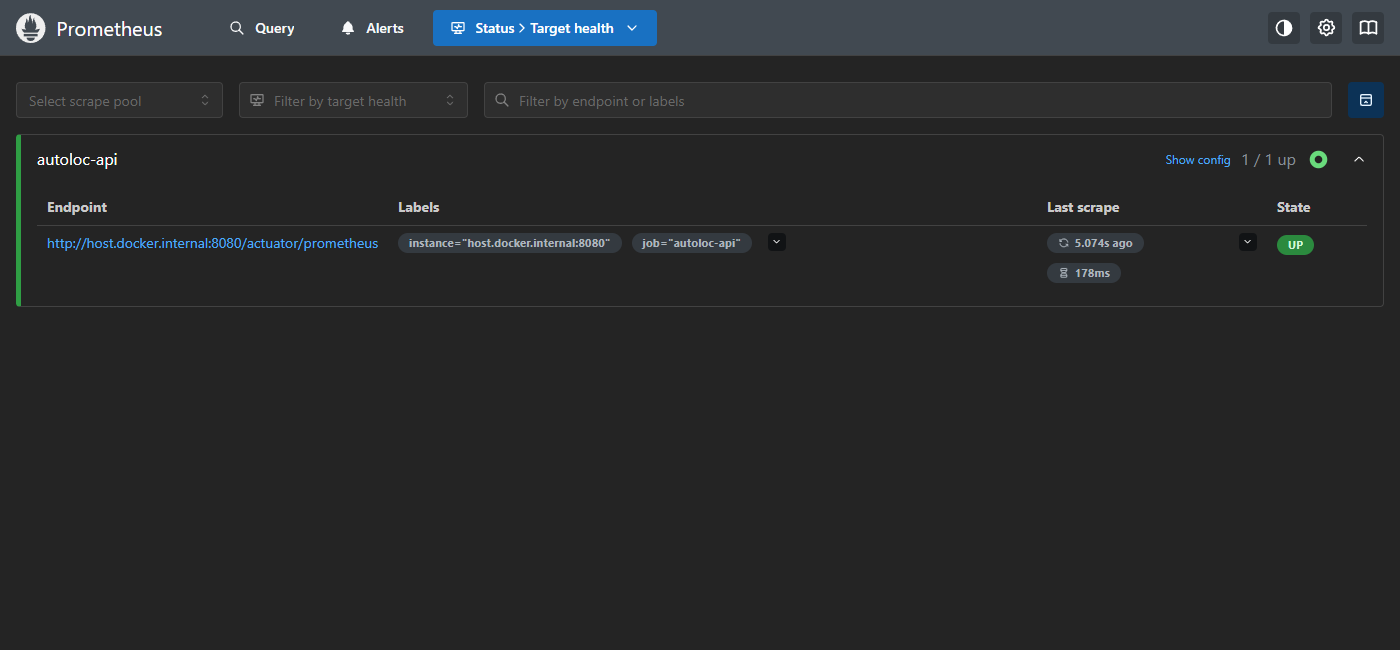 Prometheus Query Alerts Status > Target health
Select scrape pool Filter by target health Filter by endpoint or labels
autoloc-api Show config 1 / 1 up
Endpoint Labels Last scrape State
http://host.docker.internal:8080/actuator/prometheus instance="host.docker.internal:8080" job="autoloc-api" 5.074s ago UP
178ms